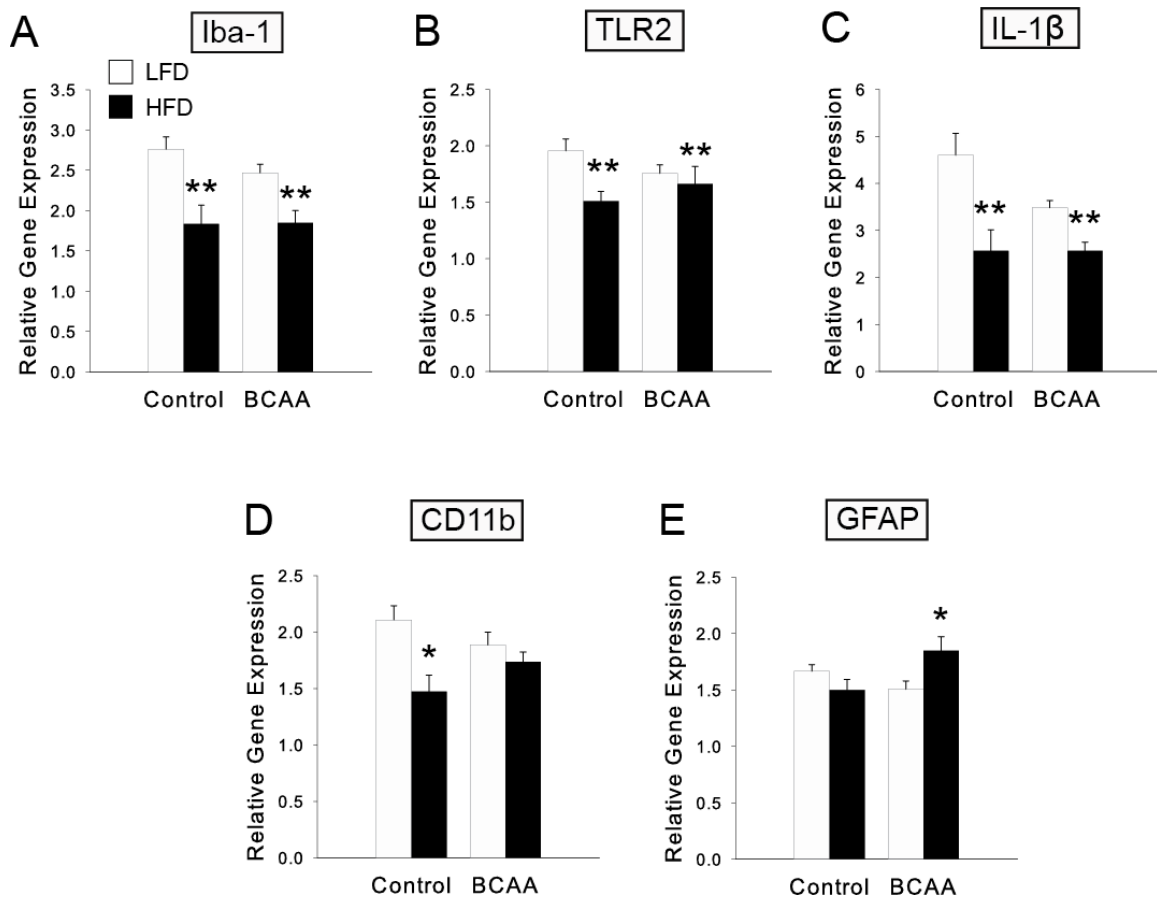 A
Iba-1
LFD
HFD
Relative Gene Expression
3.5
3.0
2.5
2.0
1.5
1.0
0.5
0.0
**
**
Control BCAA
B
TLR2
Relative Gene Expression
2.5
2.0
1.5
1.0
0.5
0.0
**
**
Control BCAA
C
IL-1β
Relative Gene Expression
6
5
4
3
2
1
0
**
**
Control BCAA
D
CD11b
Relative Gene Expression
2.5
2.0
1.5
1.0
0.5
0.0
*
Control BCAA
E
GFAP
Relative Gene Expression
2.5
2.0
1.5
1.0
0.5
0.0
*
Control BCAA